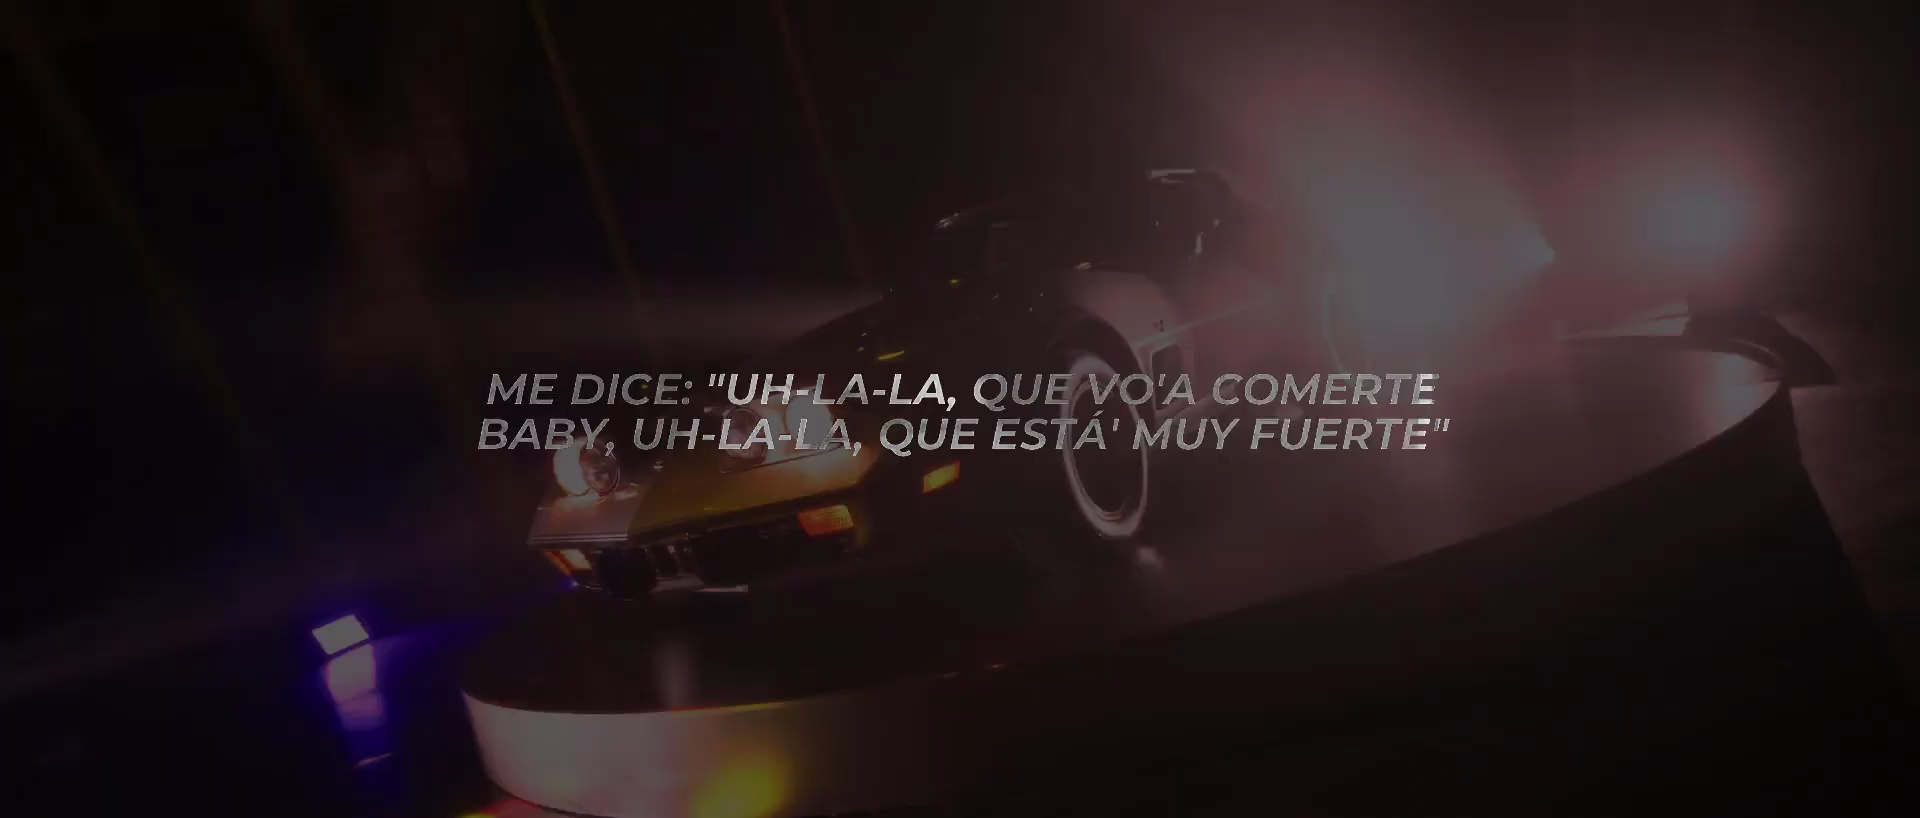 ME DICE: "UH-LA-LA, QUE VO'A COMERTE
BABY, UH-LA-LA, QUE ESTÁ' MUY FUERTE"